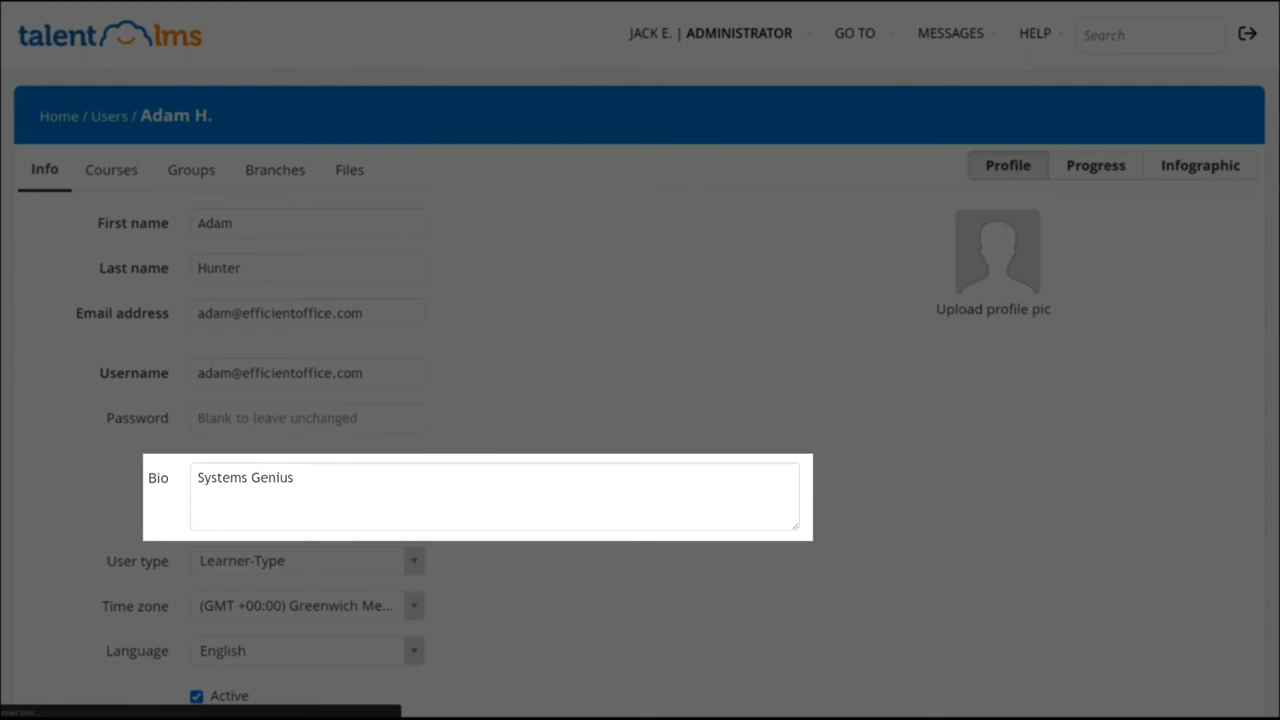 talent lms
JACK E. | ADMINISTRATOR GO TO MESSAGES HELP Search
Home / Users / Adam H.
Info Courses Groups Branches Files Profile Progress Infographic
First name Adam
Last name Hunter
Email address adam@efficientoffice.com
Upload profile pic
Username adam@efficientoffice.com
Password Blank to leave unchanged
Bio Systems Genius
User type Learner-Type
Time zone (GMT +00:00) Greenwich Me...
Language English
Active